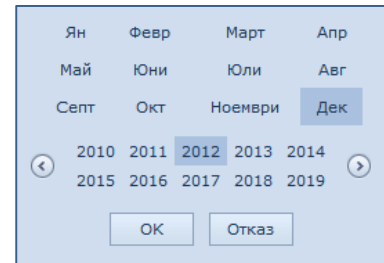 Ян Февр Март Апр
Май Юни Юли Авг
Септ Окт Ноември Дек
2010 2011 2012 2013 2014
2015 2016 2017 2018 2019
OK Отказ